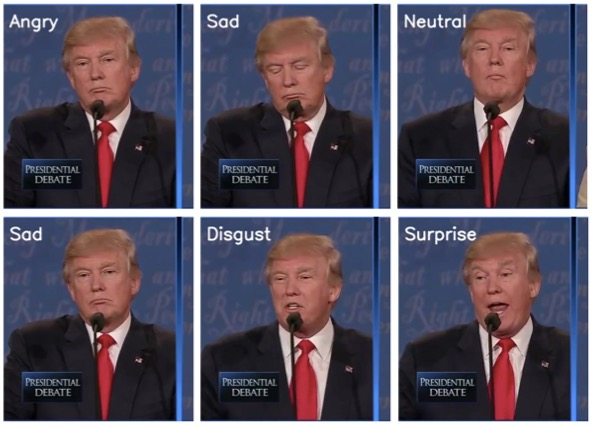 Angry
PRESIDENTIAL
DEBATE
Sad
PRESIDENTIAL
DEBATE
Neutral
PRESIDENTIAL
DEBATE
Sad
PRESIDENTIAL
DEBATE
Disgust
PRESIDENTIAL
DEBATE
Surprise
PRESIDENTIAL
DEBATE